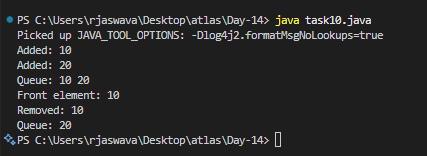 PS C:\Users\rjaswava\Desktop\atlas\Day-14> java task10.java
Picked up JAVA_TOOL_OPTIONS: -Dlog4j2.formatMsgNoLookups=true
Added: 10
Added: 20
Queue: 10 20
Front element: 10
Removed: 10
Queue: 20
PS C:\Users\rjaswava\Desktop\atlas\Day-14>